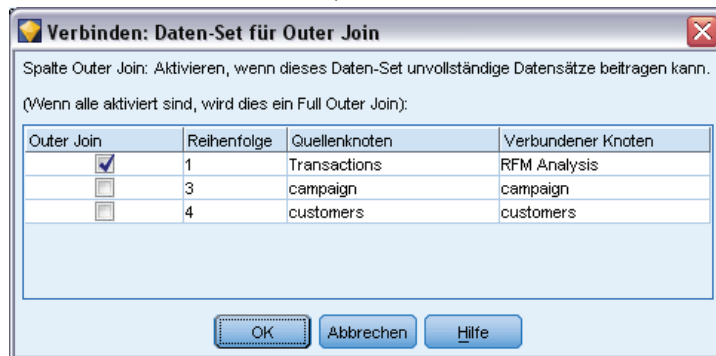 Verbinden: Daten-Set für Outer Join
Spalte Outer Join: Aktivieren, wenn dieses Daten-Set unvollständige Datensätze beitragen kann.
(Wenn alle aktiviert sind, wird dies ein Full Outer Join):
Outer Join Reihenfolge Quellenknoten Verbundener Knoten
1 Transactions RFM Analysis
3 campaign campaign
4 customers customers
OK Abbrechen Hilfe